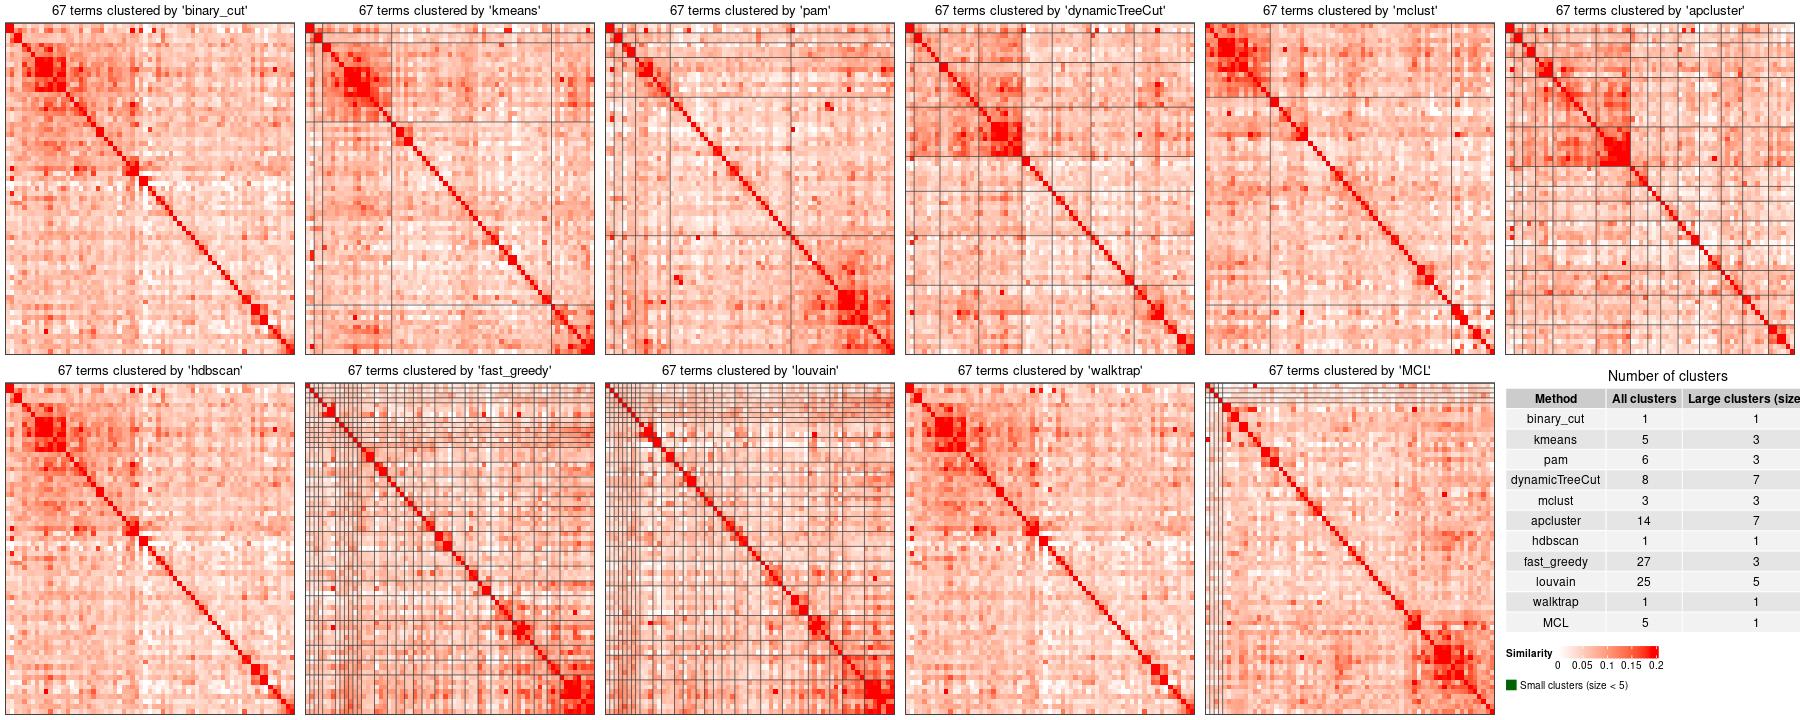 67 terms clustered by 'binary_cut'
67 terms clustered by 'kmeans'
67 terms clustered by 'pam'
67 terms clustered by 'dynamicTreeCut'
67 terms clustered by 'mclust'
67 terms clustered by 'apcluster'
67 terms clustered by 'hdbscan'
67 terms clustered by 'fast_greedy'
67 terms clustered by 'louvain'
67 terms clustered by 'walktrap'
67 terms clustered by 'MCL'
Number of clusters
Method All clusters Large clusters (size
binary_cut 1 1
kmeans 5 3
pam 6 3
dynamicTreeCut 8 7
mclust 3 3
apcluster 14 7
hdbscan 1 1
fast_greedy 27 3
louvain 25 5
walktrap 1 1
MCL 5 1
Similarity
0 0.05 0.1 0.15 0.2
Small clusters (size < 5)